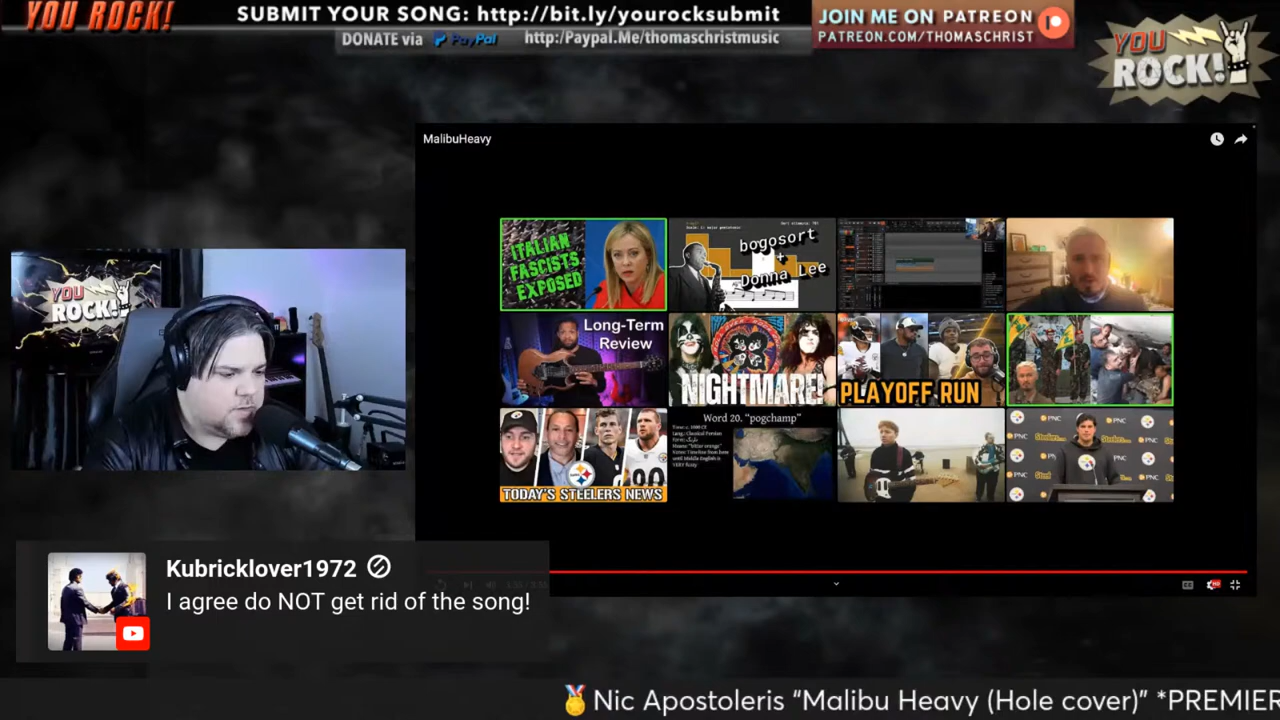 YOU ROCK!
SUBMIT YOUR SONG: http://bit.ly/yourocksubmit
DONATE via PayPal http:/Paypal.Me/thomaschristmusic
JOIN ME ON PATREON
PATREON.COM/THOMASCHRIST
YOU
ROCK!
MalibuHeavy
ITALIAN
FASCISTS
EXPOSED
bogosort
+
Donna Lee
YOU
ROCK!
Long-Term
Review
NIGHTMARE!
PLAYOFF RUN
TODAY'S STEELERS NEWS
Word 20. "pogchamp"
PNC
Steelers
Kubricklover1972
I agree do NOT get rid of the song!
Nic Apostoleris "Malibu Heavy (Hole cover)" *PREMIER